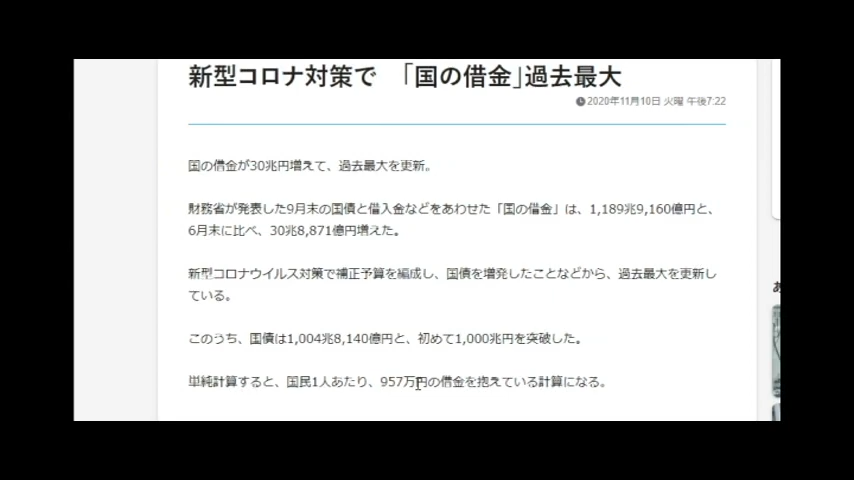 新型コロナ対策で 「国の借金」過去最大
2020年11月10日 火曜 午後7:22
国の借金が30兆円増えて、過去最大を更新。
財務省が発表した9月末の国債と借入金などをあわせた「国の借金」は、1,189兆9,160億円と、
6月末に比べ、30兆8,871億円増えた。
新型コロナウイルス対策で補正予算を編成し、国債を増発したことなどから、過去最大を更新し
ている。
このうち、国債は1,004兆8,140億円と、初めて1,000兆円を突破した。
単純計算すると、国民1人あたり、957万円の借金を抱えている計算になる。